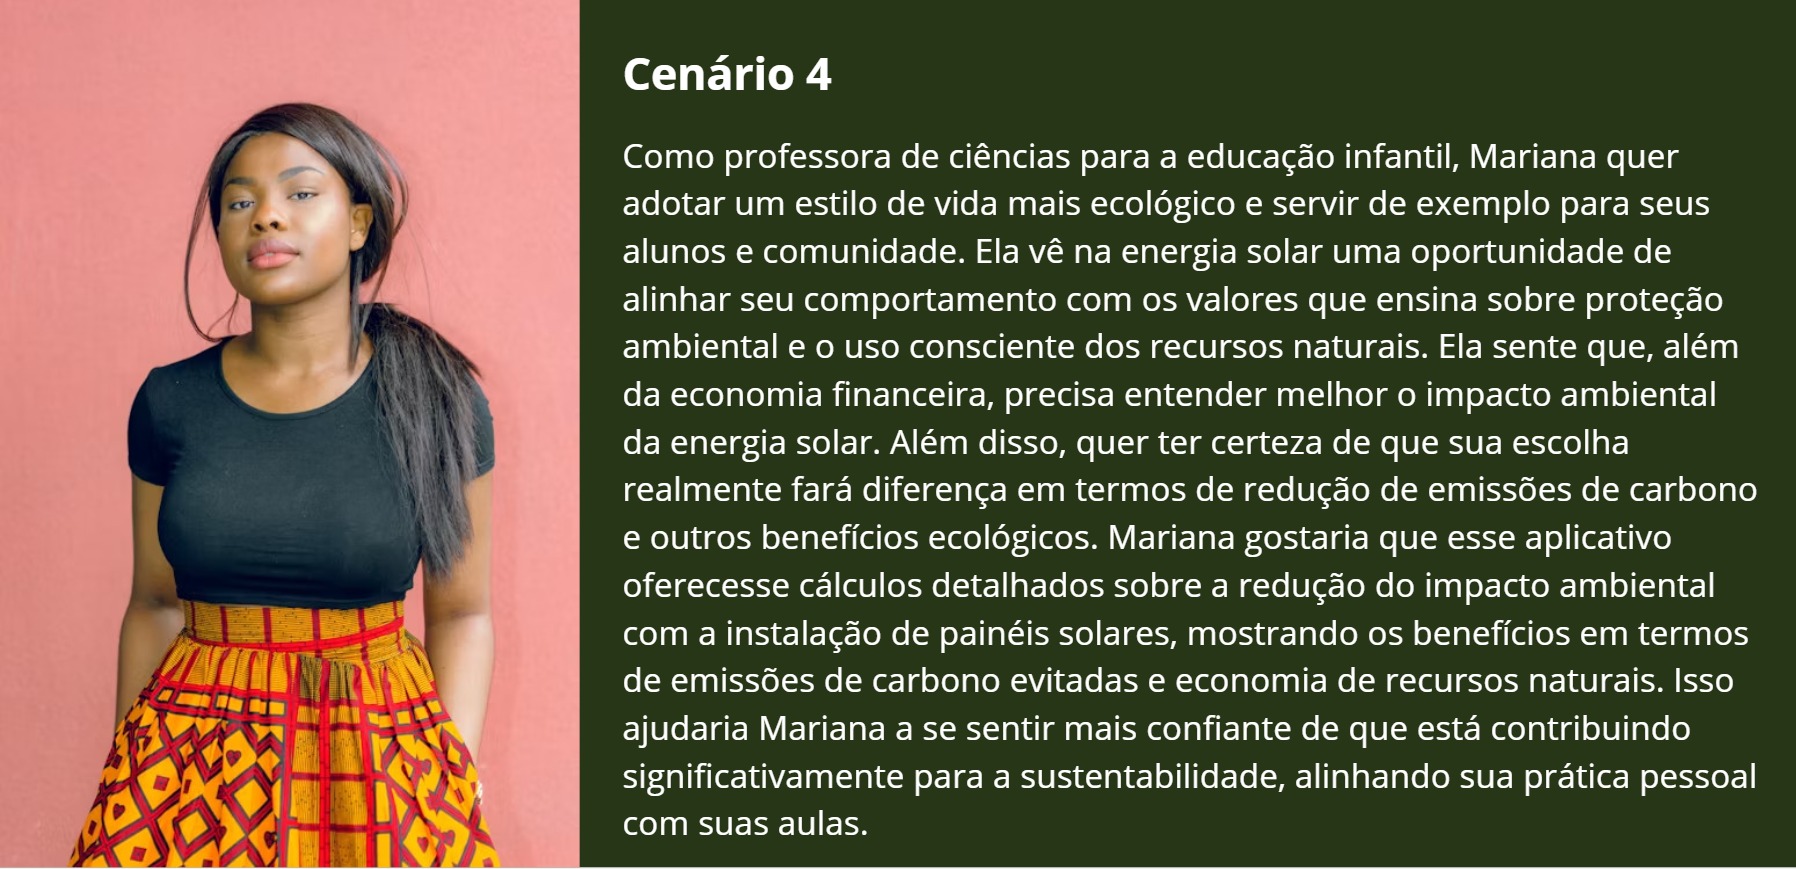 Cenário 4
Como professora de ciências para a educação infantil, Mariana quer
adotar um estilo de vida mais ecológico e servir de exemplo para seus
alunos e comunidade. Ela vê na energia solar uma oportunidade de
alinhar seu comportamento com os valores que ensina sobre proteção
ambiental e o uso consciente dos recursos naturais. Ela sente que, além
da economia financeira, precisa entender melhor o impacto ambiental
da energia solar. Além disso, quer ter certeza de que sua escolha
realmente fará diferença em termos de redução de emissões de carbono
e outros benefícios ecológicos. Mariana gostaria que esse aplicativo
oferecesse cálculos detalhados sobre a redução do impacto ambiental
com a instalação de painéis solares, mostrando os benefícios em termos
de emissões de carbono evitadas e economia de recursos naturais. Isso
ajudaria Mariana a se sentir mais confiante de que está contribuindo
significativamente para a sustentabilidade, alinhando sua prática pessoal
com suas aulas.